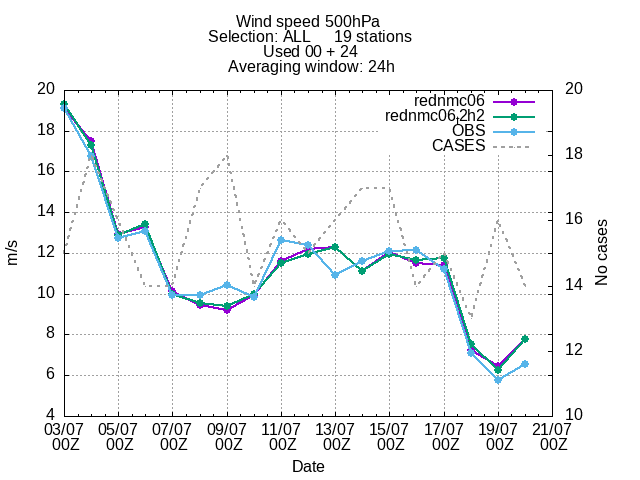 Wind speed 500hPa
Selection: ALL 19 stations
Used 00 + 24
Averaging window: 24h
rednmc06
rednmc06,2h2
OBS
CASES
20
18
16
14
12
10
8
6
4
m/s
20
18
16
14
12
10
No cases
03/07 05/07 07/07 09/07 11/07 13/07 15/07 17/07 19/07 21/07
00Z 00Z 00Z 00Z 00Z 00Z 00Z 00Z 00Z 00Z
Date